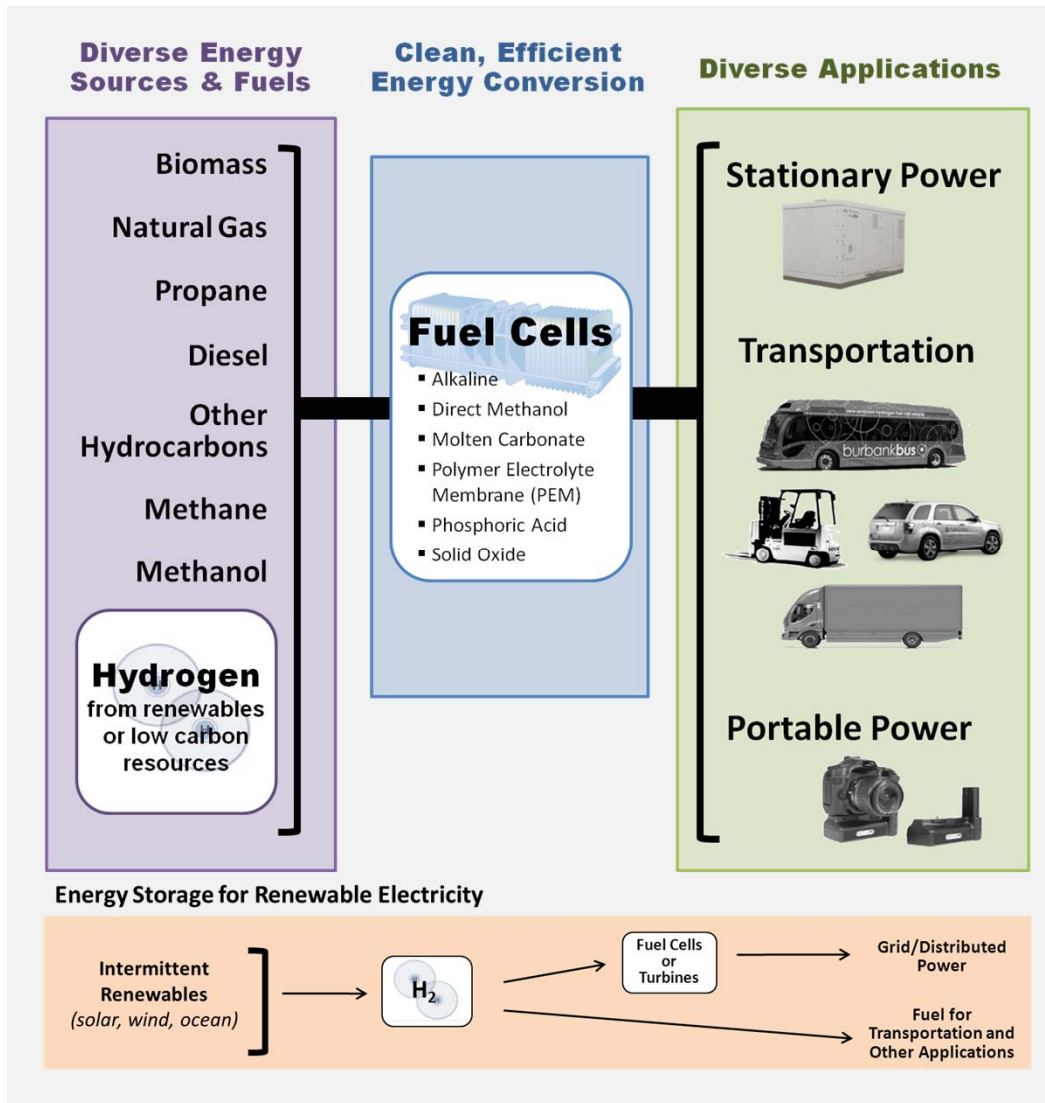 Diverse Energy
Sources & Fuels
Clean, Efficient
Energy Conversion
Diverse Applications
Biomass
Natural Gas
Propane
Diesel
Other
Hydrocarbons
Methane
Methanol
Hydrogen
from renewables
or low carbon
resources
Fuel Cells
▪ Alkaline
▪ Direct Methanol
▪ Molten Carbonate
▪ Polymer Electrolyte
Membrane (PEM)
▪ Phosphoric Acid
▪ Solid Oxide
Stationary Power
Transportation
burbankbus
Portable Power
Energy Storage for Renewable Electricity
Intermittent
Renewables
(solar, wind, ocean)
H₂
Fuel Cells
or
Turbines
Grid/Distributed
Power
Fuel for
Transportation and
Other Applications